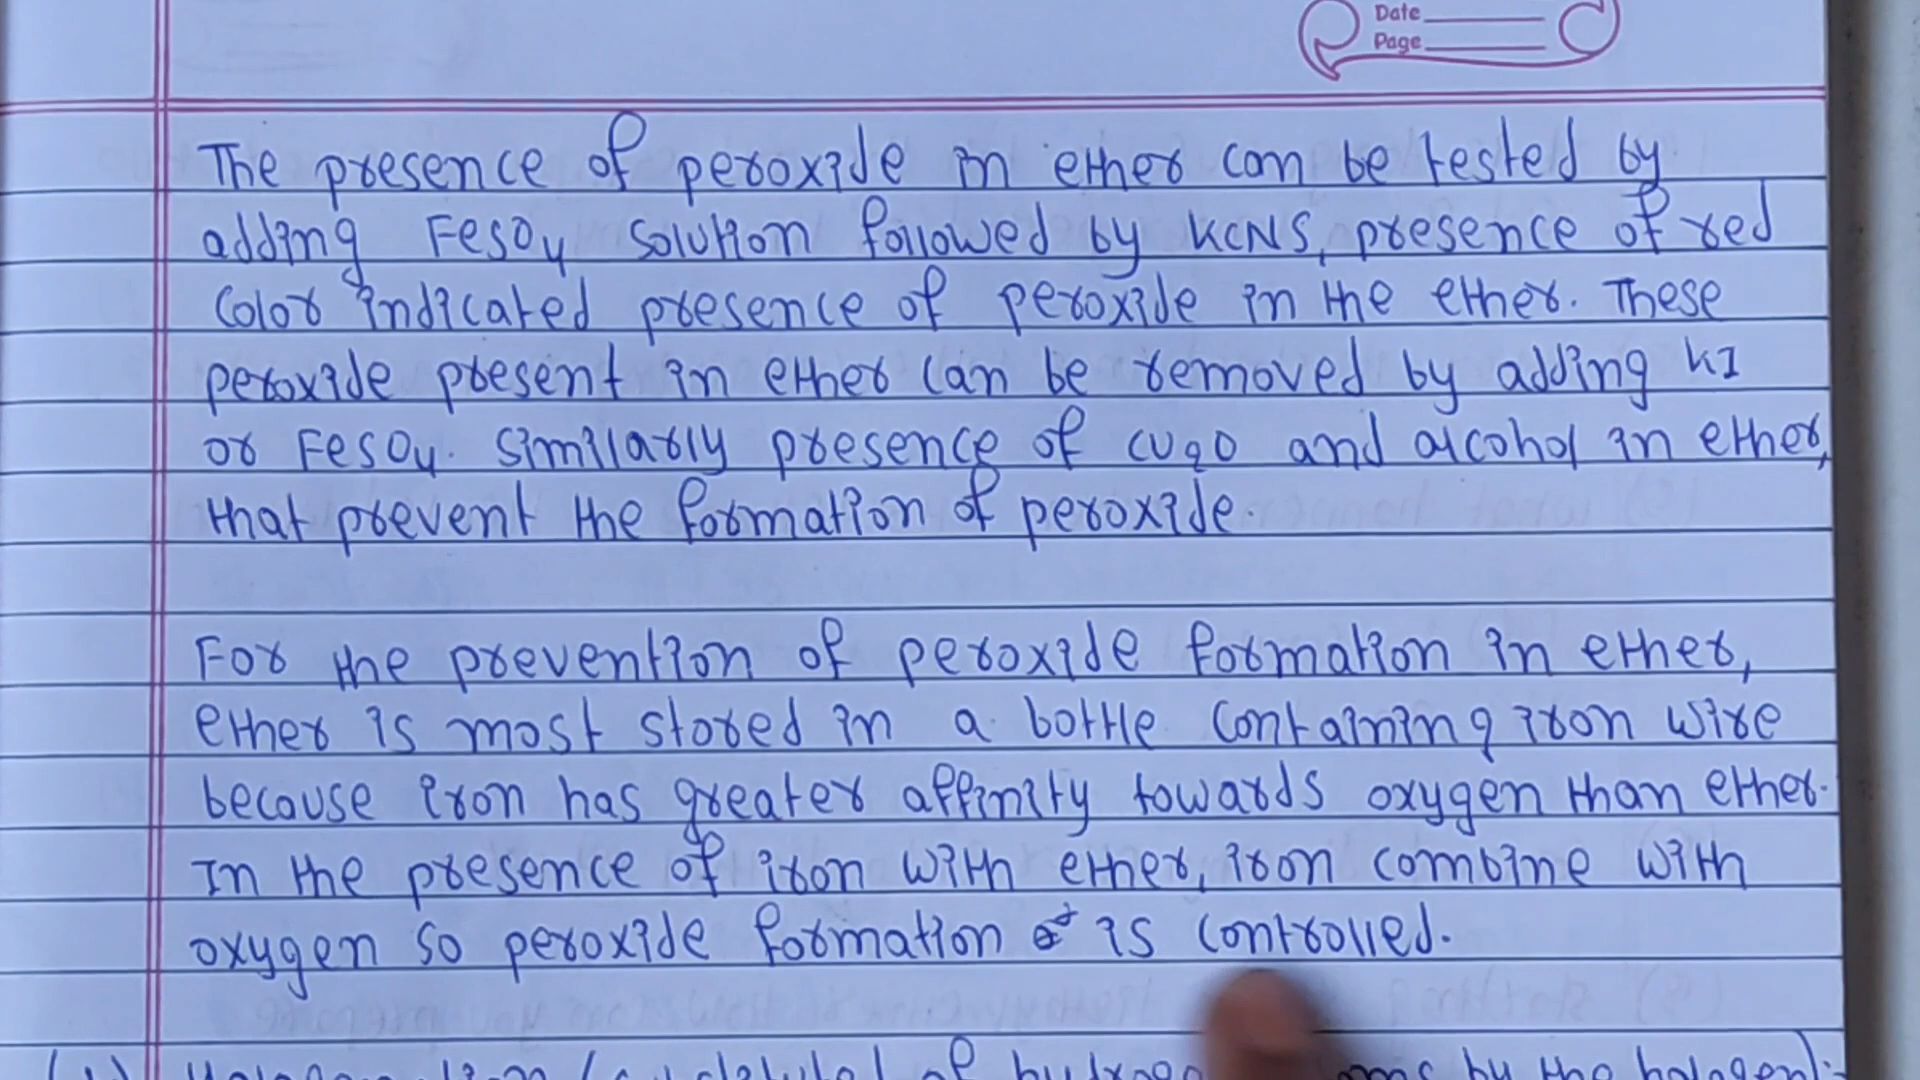 Date
Page
The presence of peroxide in ether can be tested by
adding FeSO4 solution followed by KCNS, presence of red
color indicated presence of peroxide in the ether. These
peroxide present in ether can be removed by adding KI
or FeSO4. Similarly presence of Cu2O and alcohol in ether,
that prevent the formation of peroxide.
For the prevention of peroxide formation in ether,
ether is most stored in a bottle containing iron wire
because iron has greater affinity towards oxygen than ether.
In the presence of iron with ether, iron combine with
oxygen so peroxide formation is controlled.
by the halogen):-